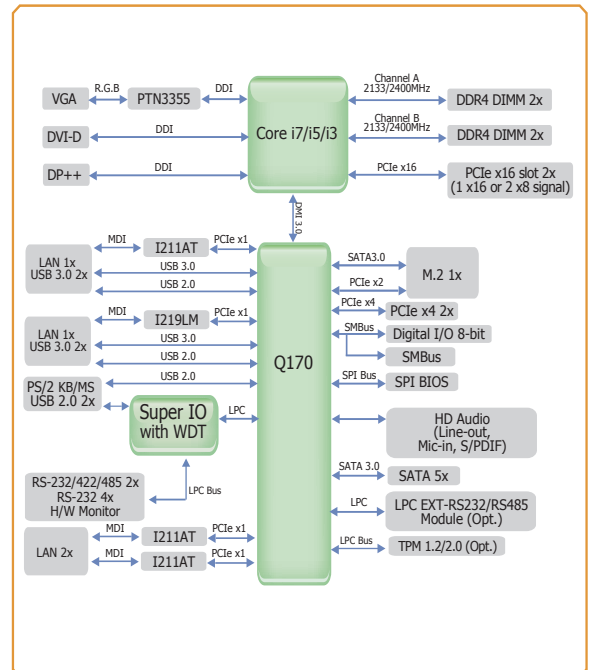 R.G.B
DDI
VGA
PTN3355
DVI-D
DDI
DP++
DDI
Core i7/i5/i3
Channel A
2133/2400MHz
DDR4 DIMM 2x
Channel B
2133/2400MHz
DDR4 DIMM 2x
PCIe x16
PCIe x16 slot 2x
(1 x16 or 2 x8 signal)
DMI 3.0
MDI
I211AT
PCIe x1
LAN 1x
USB 3.0 2x
USB 3.0
USB 2.0
MDI
I219LM
PCIe x1
LAN 1x
USB 3.0 2x
USB 3.0
USB 2.0
PS/2 KB/MS
USB 2.0 2x
USB 2.0
Super IO
with WDT
LPC
RS-232/422/485 2x
RS-232 4x
H/W Monitor
LPC Bus
LAN 2x
MDI
I211AT
PCIe x1
MDI
I211AT
PCIe x1
Q170
SATA3.0
PCIe x2
M.2 1x
PCIe x4
PCIe x4 2x
SMBus
Digital I/O 8-bit
SMBus
SPI Bus
SPI BIOS
HD Audio
(Line-out,
Mic-in, S/PDIF)
SATA 3.0
SATA 5x
LPC
LPC EXT-RS232/RS485
Module (Opt.)
LPC Bus
TPM 1.2/2.0 (Opt.)